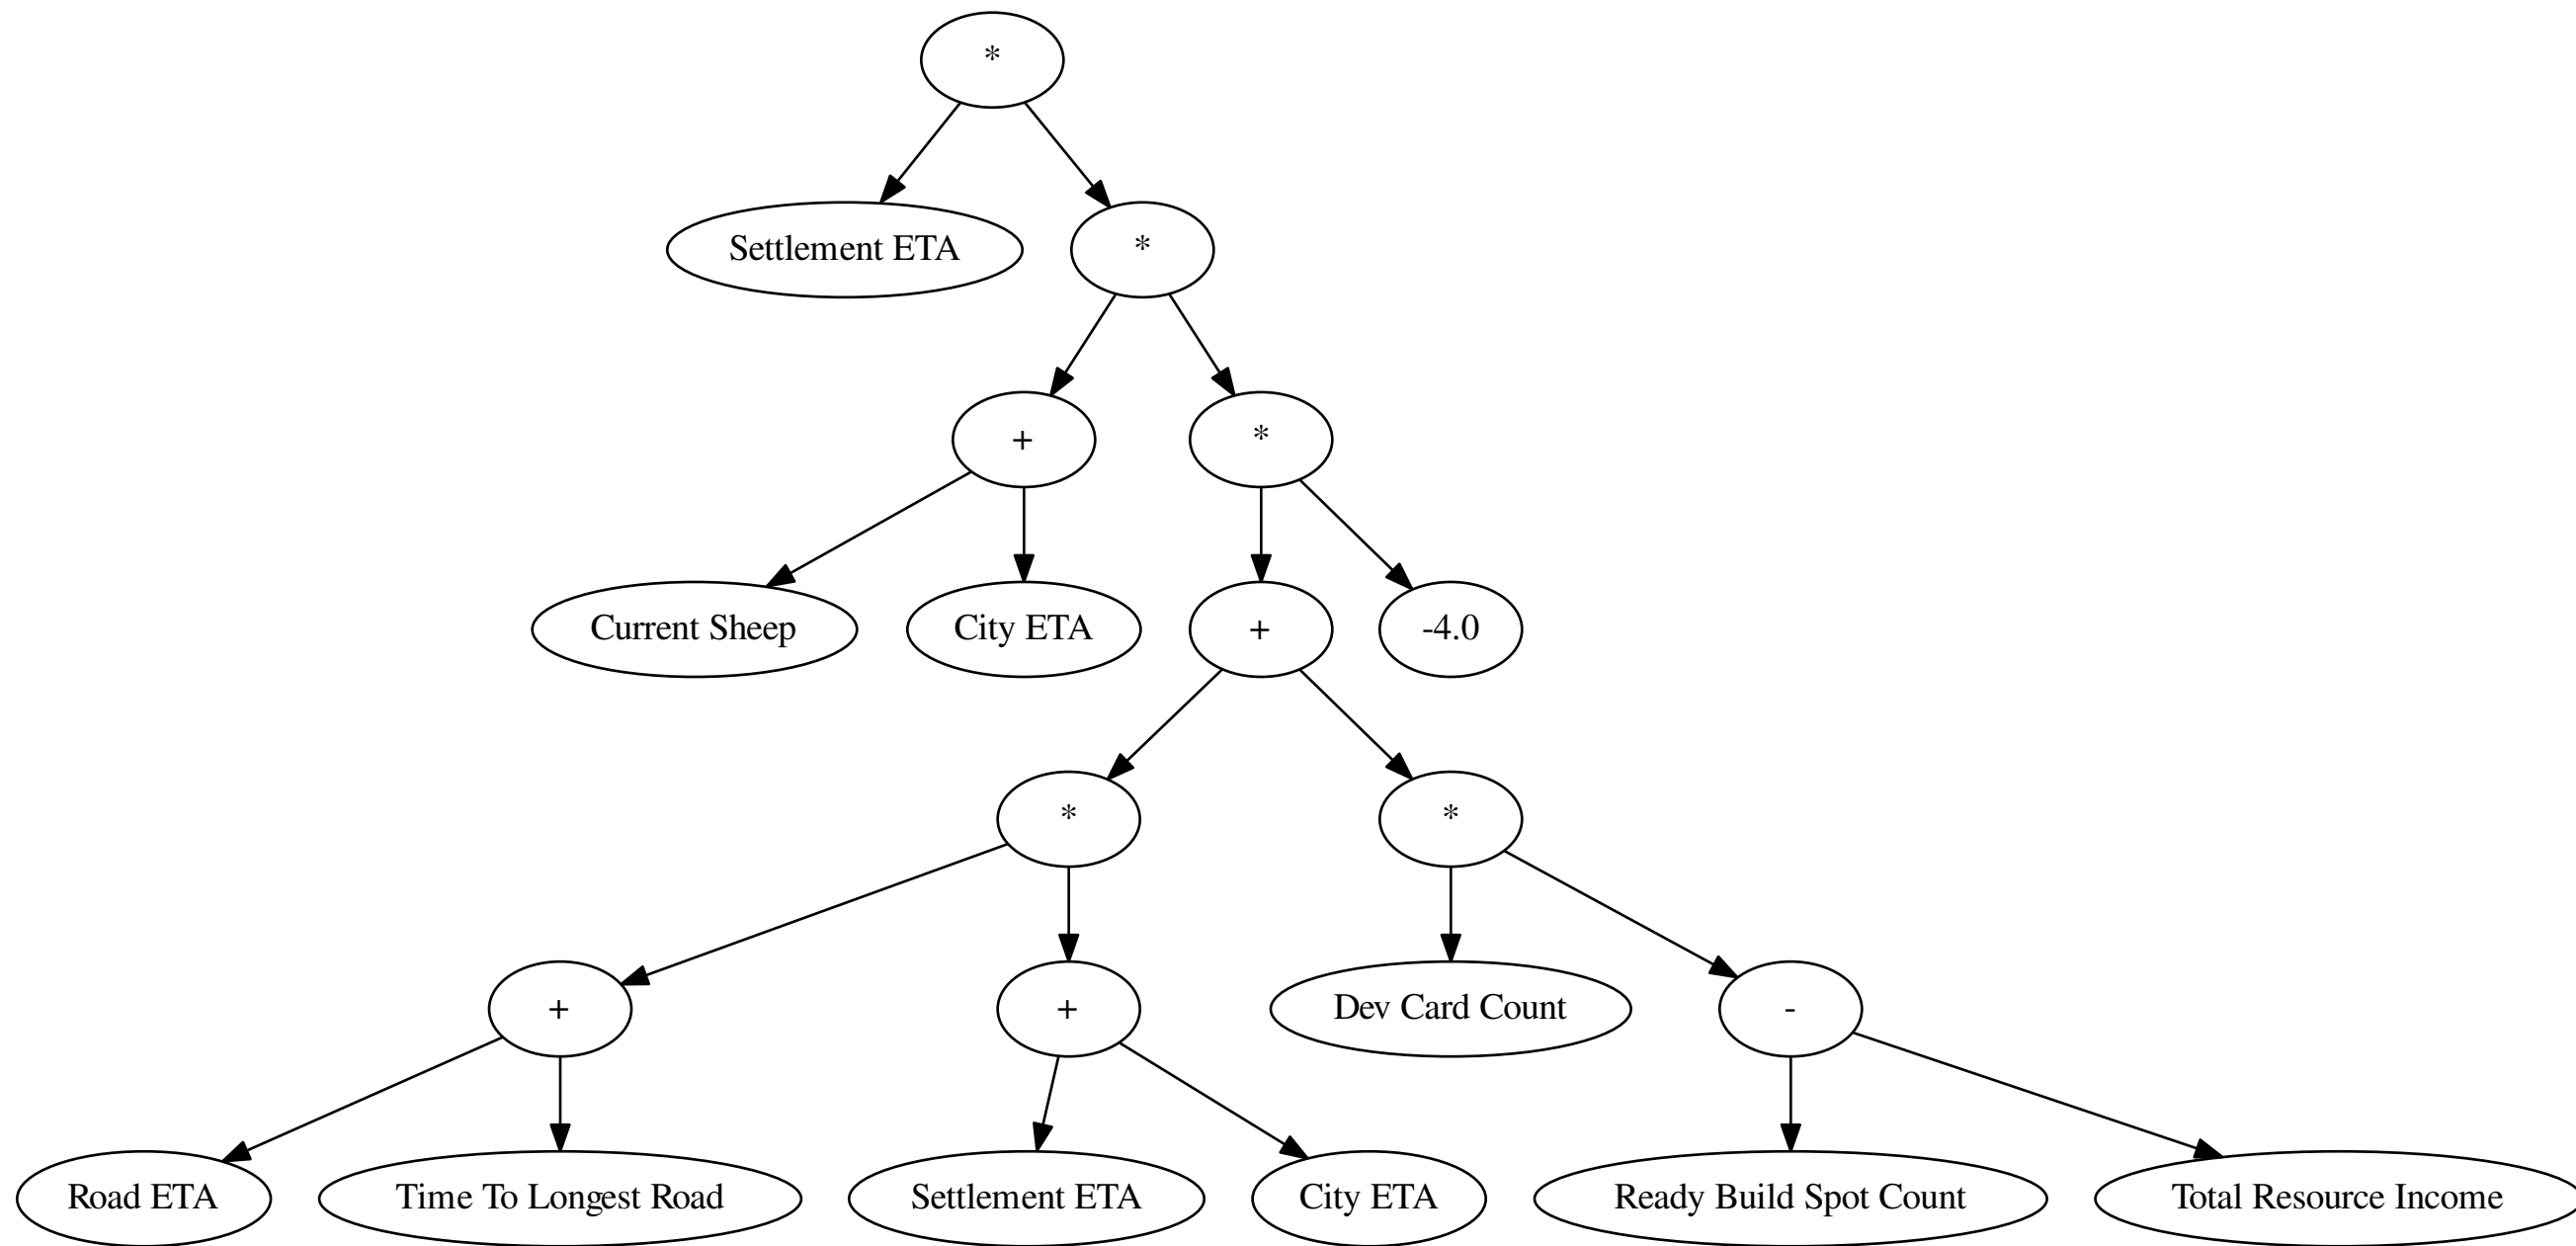 *
Settlement ETA
*
+
*
Current Sheep
City ETA
+
-4.0
*
*
+
+
Dev Card Count
-
Road ETA
Time To Longest Road
Settlement ETA
City ETA
Ready Build Spot Count
Total Resource Income